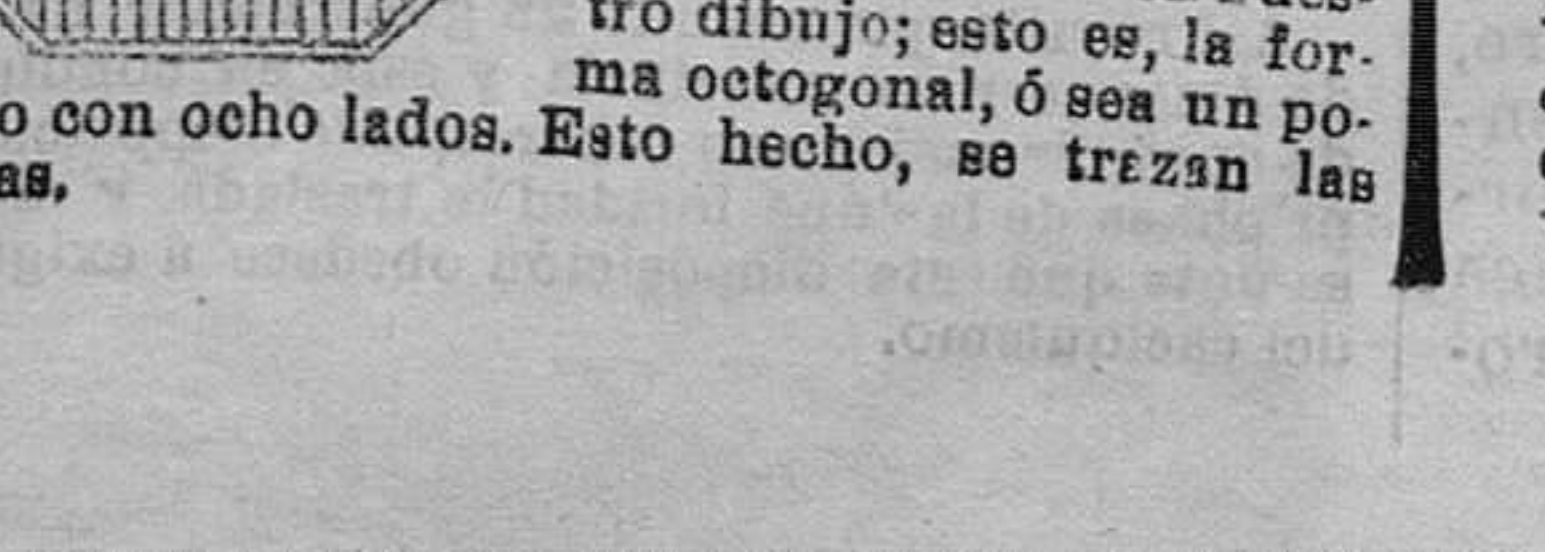 tro dibujo; esto es, la for-
ma octogonal, ó sea un po-
o con ocho lados. Esto hecho, se trazan las
as,